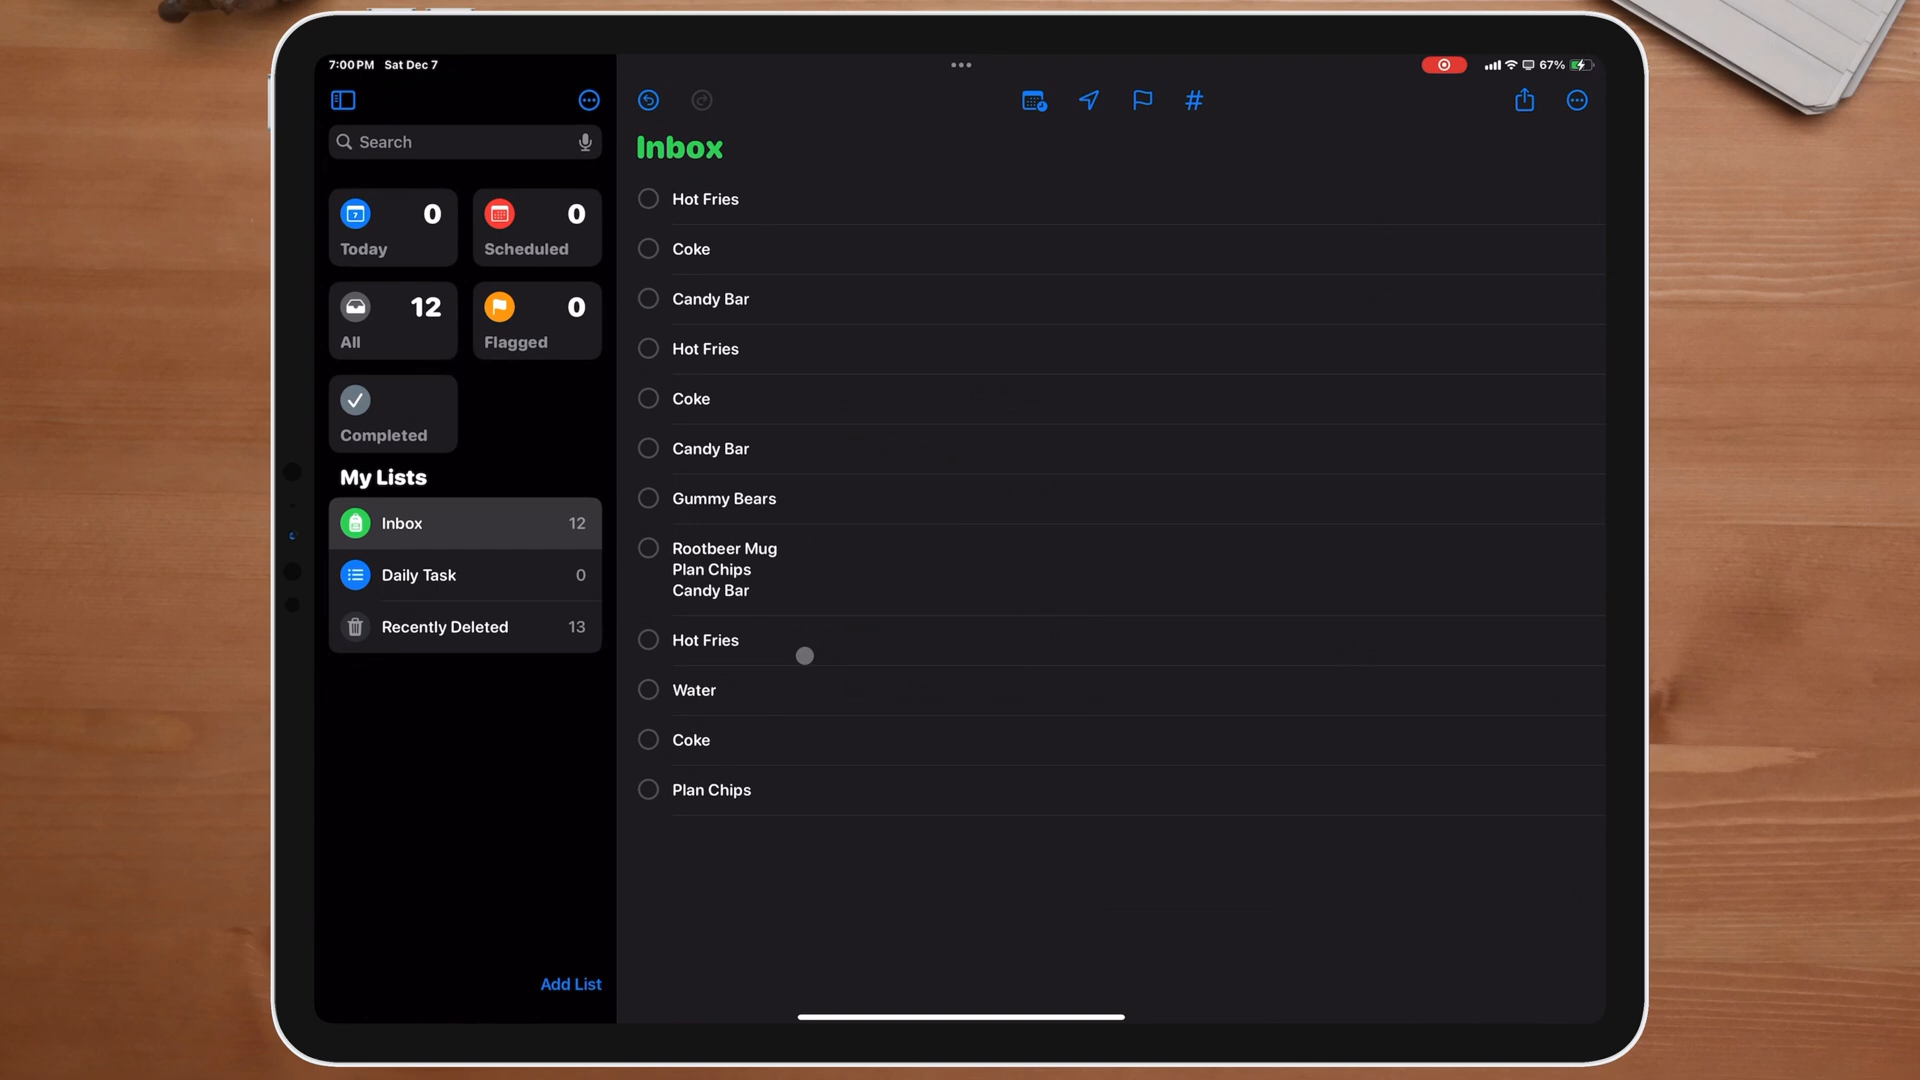 7:00 PM Sat Dec 7
67%
Search
7
0
Today
0
Scheduled
12
All
0
Flagged
Completed
My Lists
Inbox 12
Daily Task 0
Recently Deleted 13
Add List
#
Inbox
Hot Fries
Coke
Candy Bar
Hot Fries
Coke
Candy Bar
Gummy Bears
Rootbeer Mug
Plan Chips
Candy Bar
Hot Fries
Water
Coke
Plan Chips